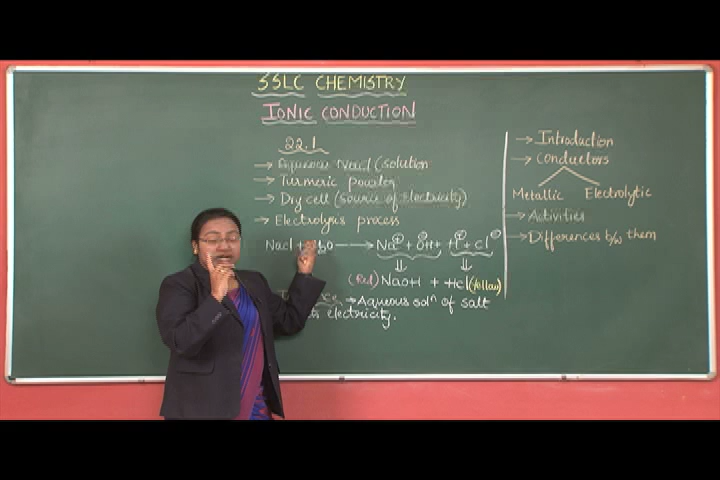 SSLC CHEMISTRY
IONIC CONDUCTION
22.1
→ Aqueous Nacl (solution
→ Turmeric powder
→ Dry cell (source of Electricity)
→ Electrolysis process
Nacl + H₂O → Na⊕ + OH + H⊕ + Cl⊖
⇓ ⇓
(Red) NaOH + Hcl (Yellow)
→ Aqueous solⁿ of salt
electricity.
→ Introduction
→ Conductors
Metallic Electrolytic
→ Activities
→ Differences b/w them